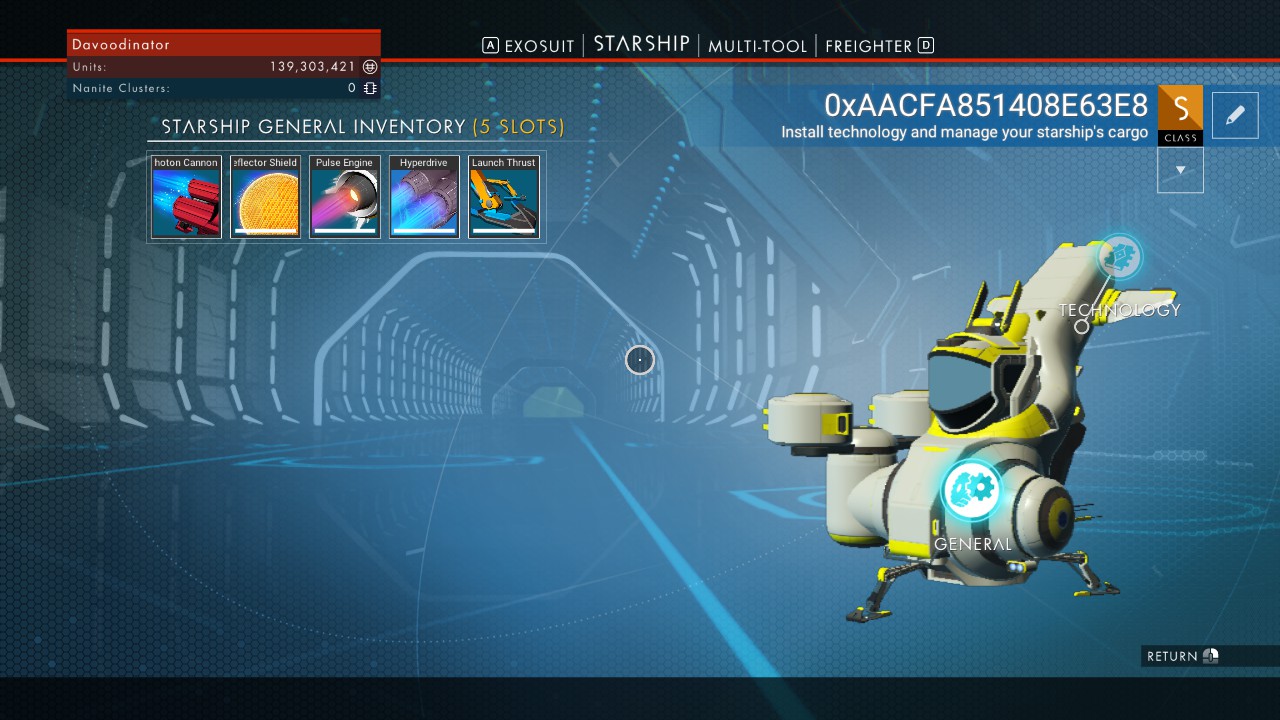 Davoodinator
Units: 139,303,421
Nanite Clusters: 0
A EXOSUIT STARSHIP MULTI-TOOL FREIGHTER D
STARSHIP GENERAL INVENTORY (5 SLOTS)
0xAACFA851408E63E8
Install technology and manage your starship's cargo
S
CLASS
hoton Cannon eflector Shield Pulse Engine Hyperdrive Launch Thrust
TECHNOLOGY
GENERAL
RETURN